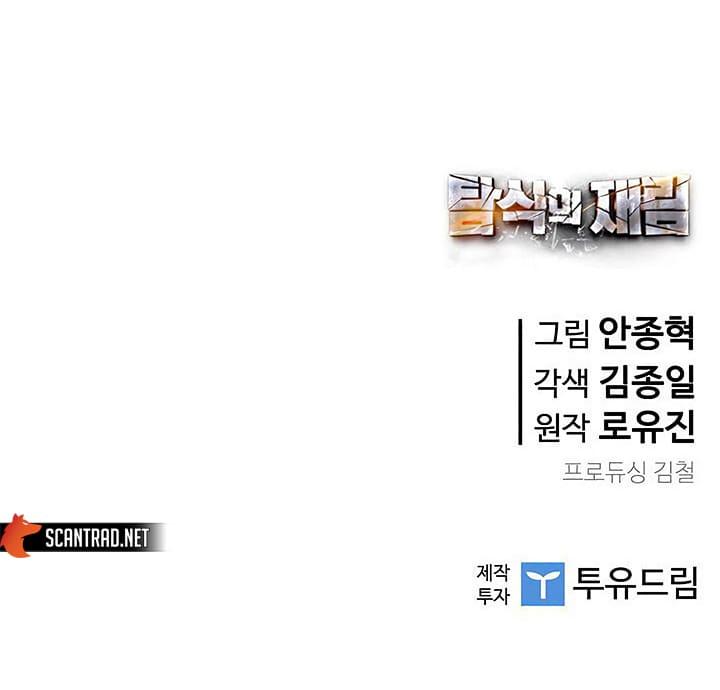 탐식의 재림
그림 안종혁
각색 김종일
원작 로유진
프로듀싱 김철
SCANTRAD.NET
제작
투자
투유드림